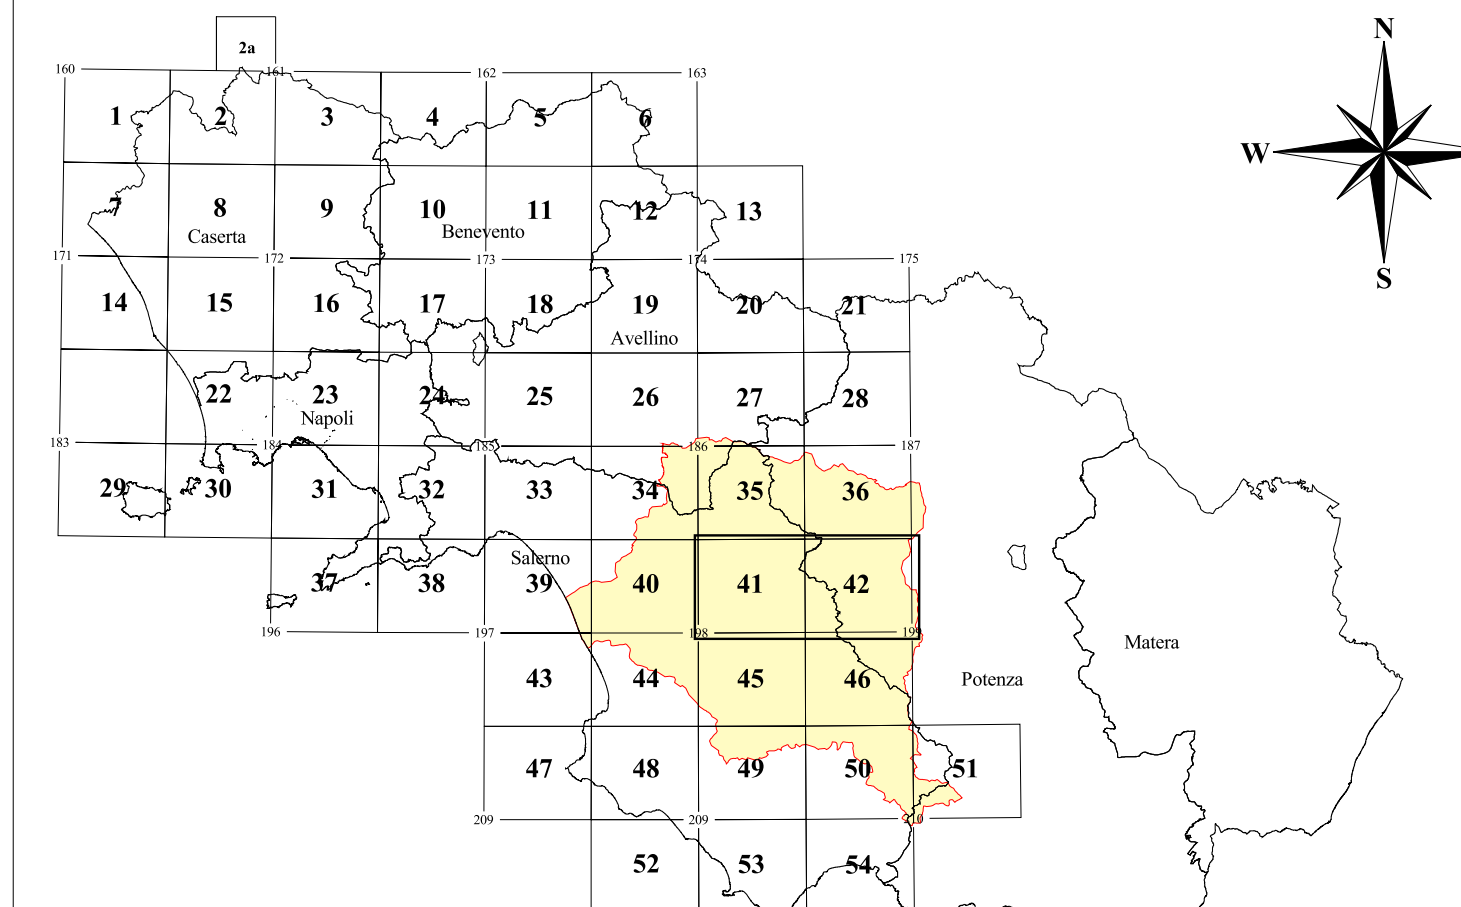 N
2a
160 161 162 163
1 2 3 4 5 6
W
7 8 9 10 11 12 13
Caserta Benevento
171 172 173 174 175
S
14 15 16 17 18 19 20 21
Avellino
22 23 24 25 26 27 28
Napoli
183 184 185 186 187
29 30 31 32 33 34 35 36
Salerno
37 38 39 40 41 42
196 197 198 199
Matera
43 44 45 46 Potenza
47 48 49 50 51
209 209 210
52 53 54